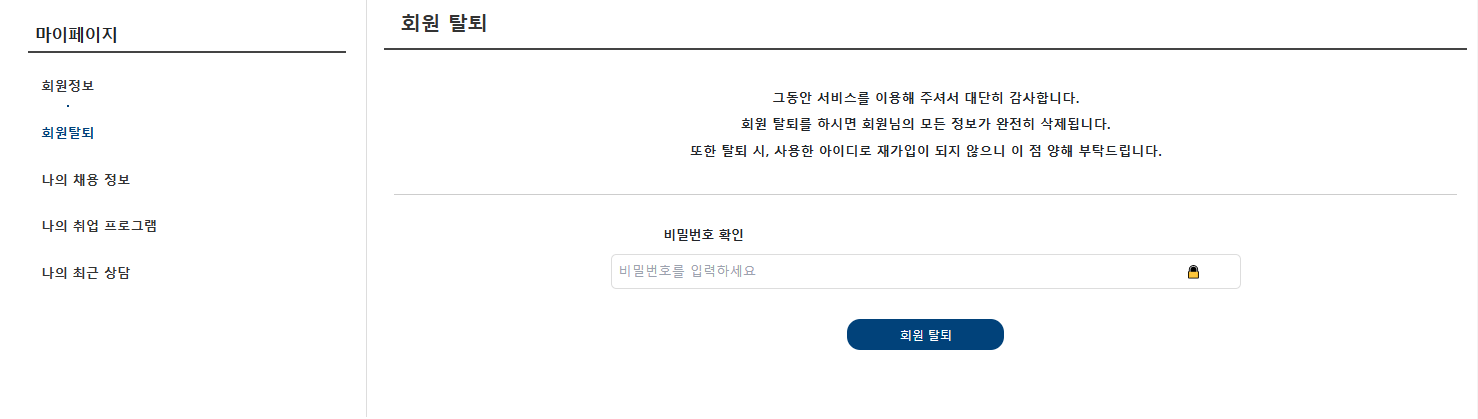 마이페이지
회원정보
회원탈퇴
나의 채용 정보
나의 취업 프로그램
나의 최근 상담
회원 탈퇴
그동안 서비스를 이용해 주셔서 대단히 감사합니다.
회원 탈퇴를 하시면 회원님의 모든 정보가 완전히 삭제됩니다.
또한 탈퇴 시, 사용한 아이디로 재가입이 되지 않으니 이 점 양해 부탁드립니다.
비밀번호 확인
비밀번호를 입력하세요
회원 탈퇴